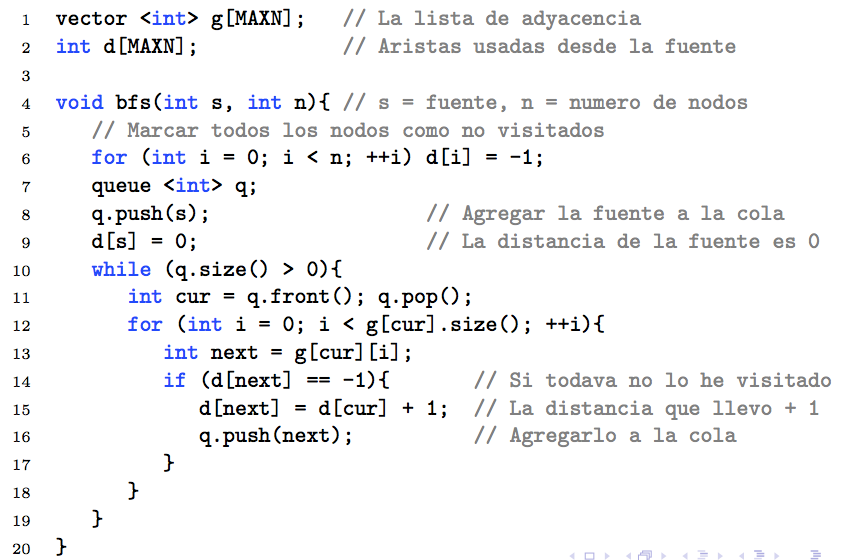 1 vector <int> g[MAXN]; // La lista de adyacencia
2 int d[MAXN]; // Aristas usadas desde la fuente
3
4 void bfs(int s, int n){ // s = fuente, n = numero de nodos
5 // Marcar todos los nodos como no visitados
6 for (int i = 0; i < n; ++i) d[i] = -1;
7 queue <int> q;
8 q.push(s); // Agregar la fuente a la cola
9 d[s] = 0; // La distancia de la fuente es 0
10 while (q.size() > 0){
11 int cur = q.front(); q.pop();
12 for (int i = 0; i < g[cur].size(); ++i){
13 int next = g[cur][i];
14 if (d[next] == -1){ // Si todava no lo he visitado
15 d[next] = d[cur] + 1; // La distancia que llevo + 1
16 q.push(next); // Agregarlo a la cola
17 }
18 }
19 }
20 }